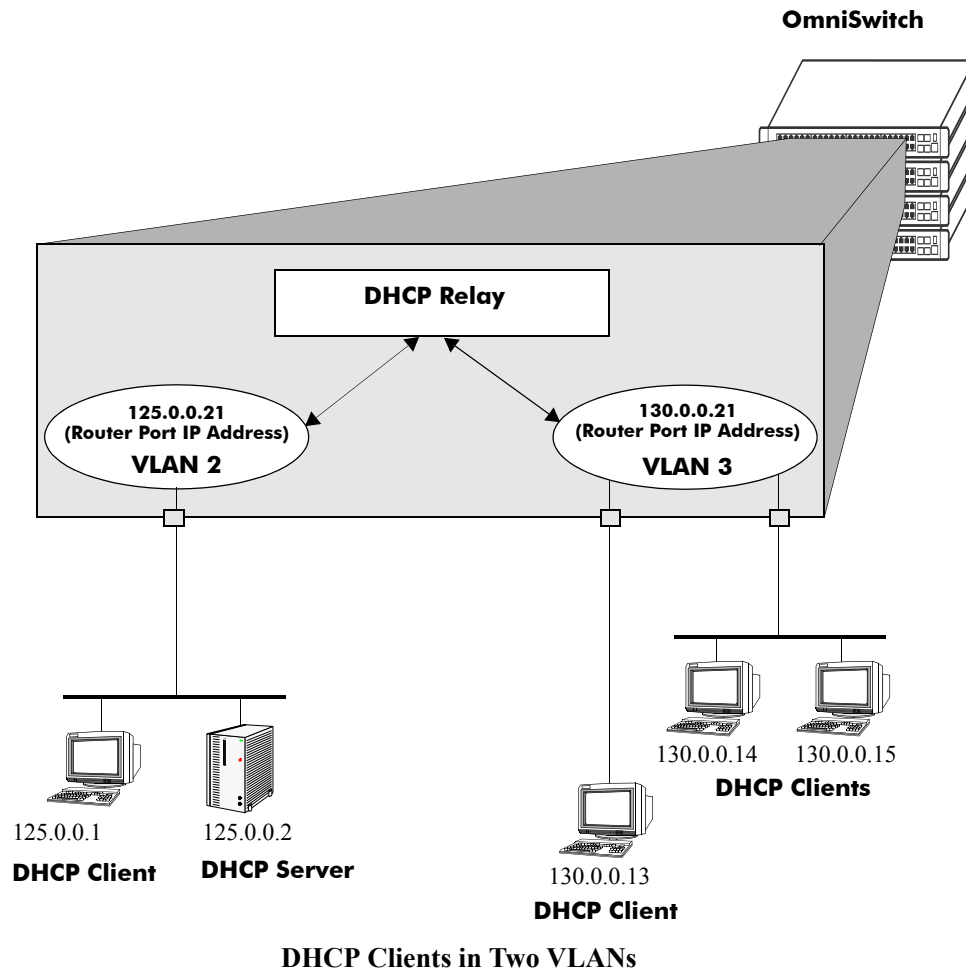 OmniSwitch
DHCP Relay
125.0.0.21
(Router Port IP Address)
VLAN 2
130.0.0.21
(Router Port IP Address)
VLAN 3
130.0.0.14
130.0.0.15
DHCP Clients
125.0.0.1
DHCP Client
125.0.0.2
DHCP Server
130.0.0.13
DHCP Client
DHCP Clients in Two VLANs